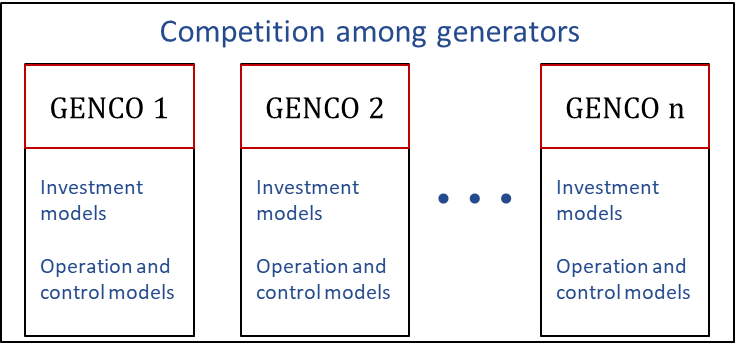 Competition among generators
GENCO 1
GENCO 2
GENCO n
Investment
models
Operation and
control models
Investment
models
Operation and
control models
• • •
Investment
models
Operation and
control models